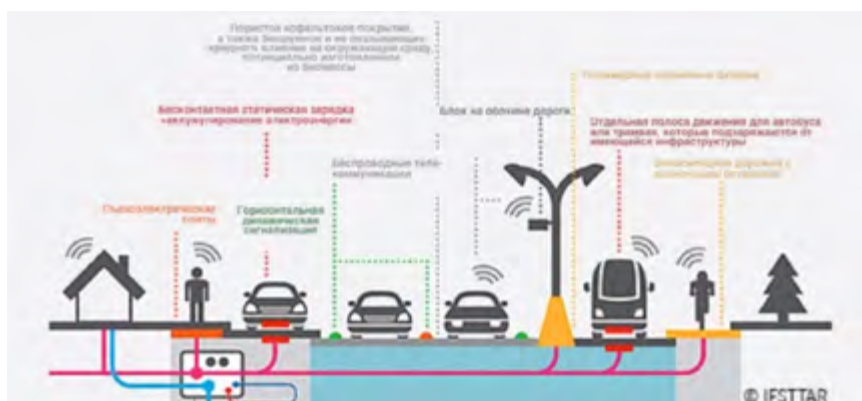 Пористое асфальтовое покрытие,
а также бесшумное и не оказывающее
вредного влияния на окружающую среду,
потенциально изготовленное
из биомассы
Бесконтактная статическая зарядка
аккумулирование электроэнергии
Блок на обочине дороги
Отдельная полоса движения для автобуса
или трамвая, которые подзаряжаются от
имеющейся инфраструктуры
Беспроводные теле-
коммуникации
Велосипедная дорожка с
Пьезоэлектрические
плиты
Горизонтальная
динамическая
сигнализация
© IFSTTAR